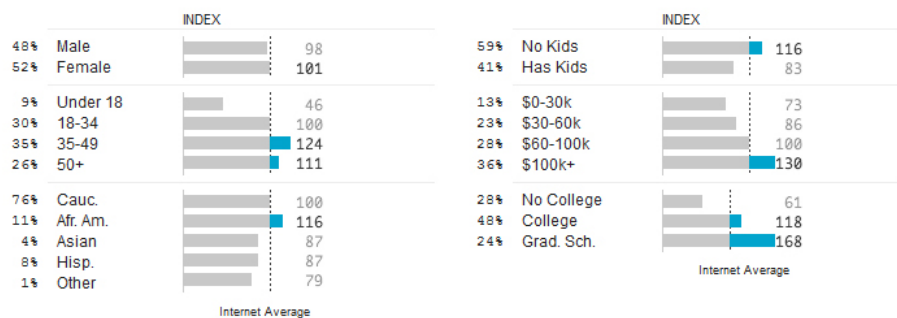 INDEX
48% Male 98
52% Female 101
9% Under 18 46
30% 18-34 100
35% 35-49 124
26% 50+ 111
76% Cauc. 100
11% Afr. Am. 116
4% Asian 87
8% Hisp. 87
1% Other 79
Internet Average
INDEX
59% No Kids 116
41% Has Kids 83
13% $0-30k 73
23% $30-60k 86
28% $60-100k 100
36% $100k+ 130
28% No College 61
48% College 118
24% Grad. Sch. 168
Internet Average